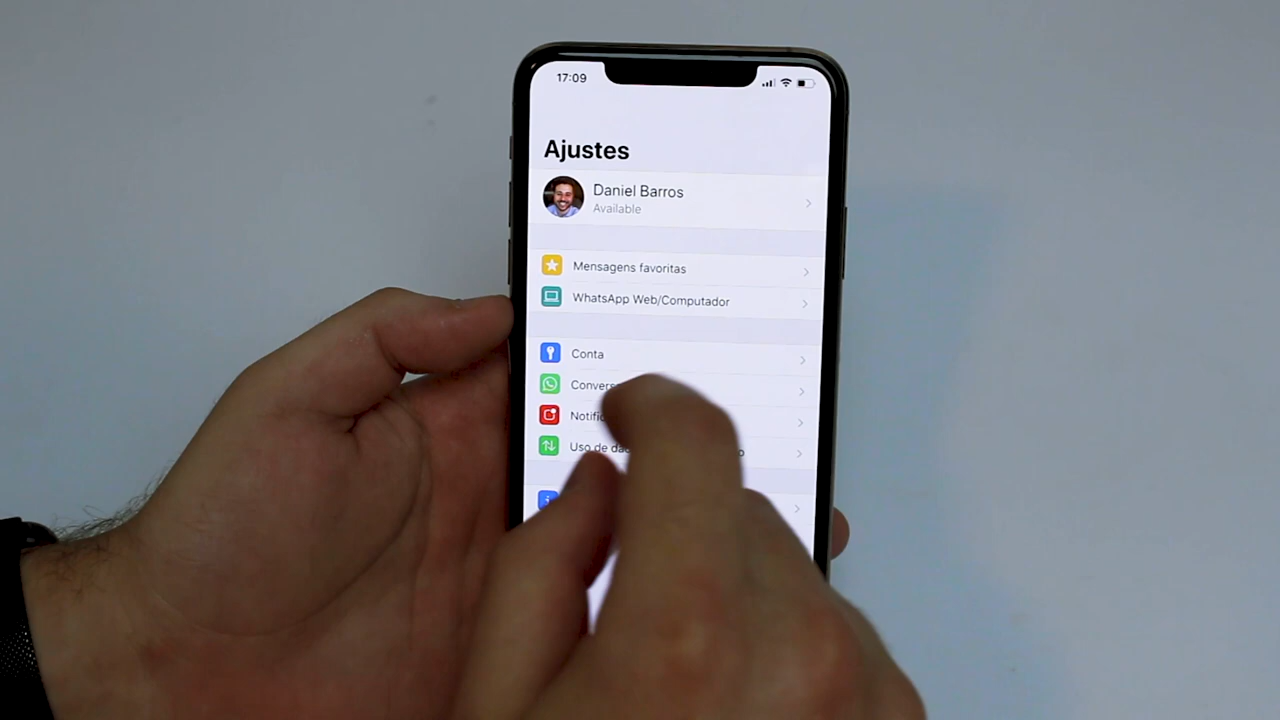 17:09
Ajustes
Daniel Barros
Available
Mensagens favoritas
WhatsApp Web/Computador
Conta
Uso de